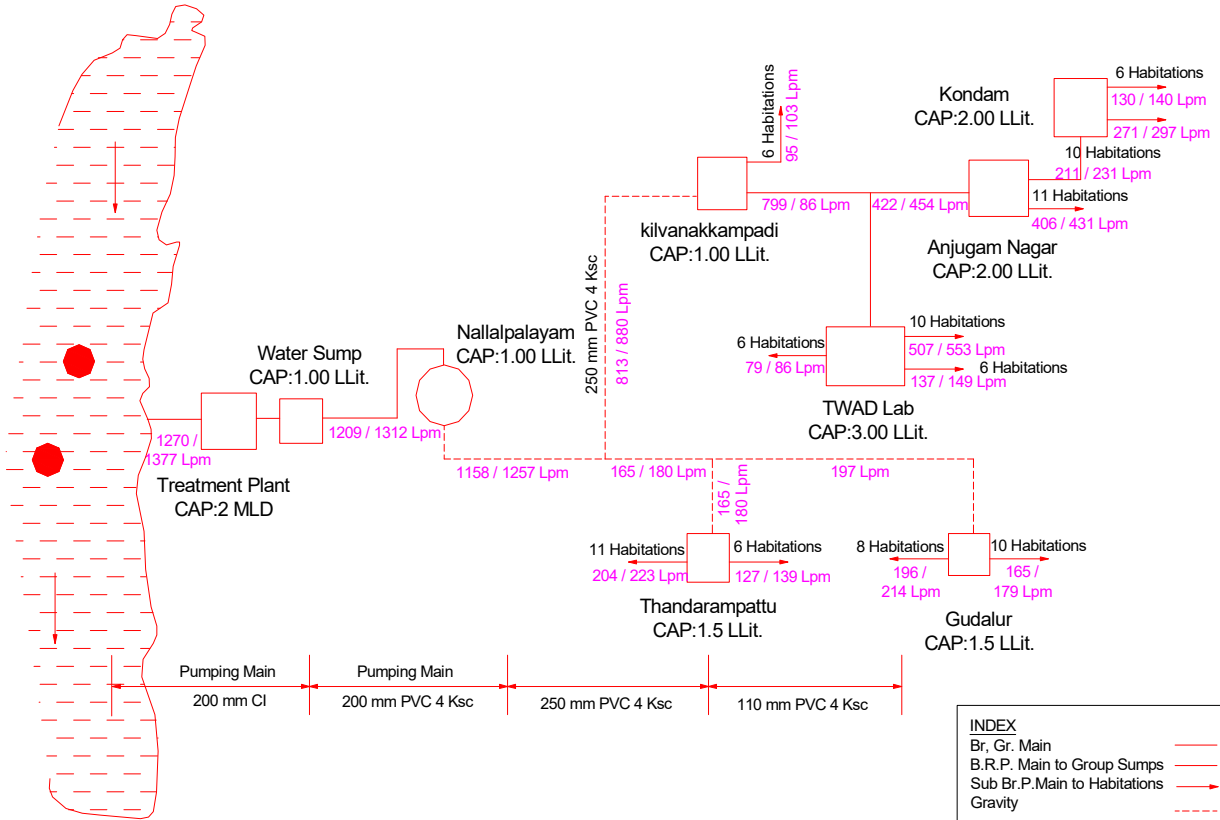 6 Habitations
95 / 103 Lpm
kilvanakkampadi
CAP:1.00 LLit.
799 / 86 Lpm
422 / 454 Lpm
Kondam
CAP:2.00 LLit.
6 Habitations
130 / 140 Lpm
271 / 297 Lpm
10 Habitations
211 / 231 Lpm
11 Habitations
406 / 431 Lpm
Anjugam Nagar
CAP:2.00 LLit.
250 mm PVC 4 Ksc
813 / 880 Lpm
Nallalpalayam
CAP:1.00 LLit.
Water Sump
CAP:1.00 LLit.
1209 / 1312 Lpm
1270 /
1377 Lpm
Treatment Plant
CAP:2 MLD
6 Habitations
79 / 86 Lpm
10 Habitations
507 / 553 Lpm
6 Habitations
137 / 149 Lpm
TWAD Lab
CAP:3.00 LLit.
1158 / 1257 Lpm
165 / 180 Lpm
197 Lpm
165 /
180 Lpm
11 Habitations
204 / 223 Lpm
6 Habitations
127 / 139 Lpm
Thandarampattu
CAP:1.5 LLit.
8 Habitations
196 /
214 Lpm
10 Habitations
165 /
179 Lpm
Gudalur
CAP:1.5 LLit.
Pumping Main
200 mm CI
Pumping Main
200 mm PVC 4 Ksc
250 mm PVC 4 Ksc
110 mm PVC 4 Ksc
INDEX
Br, Gr. Main
B.R.P. Main to Group Sumps
Sub Br.P.Main to Habitations
Gravity